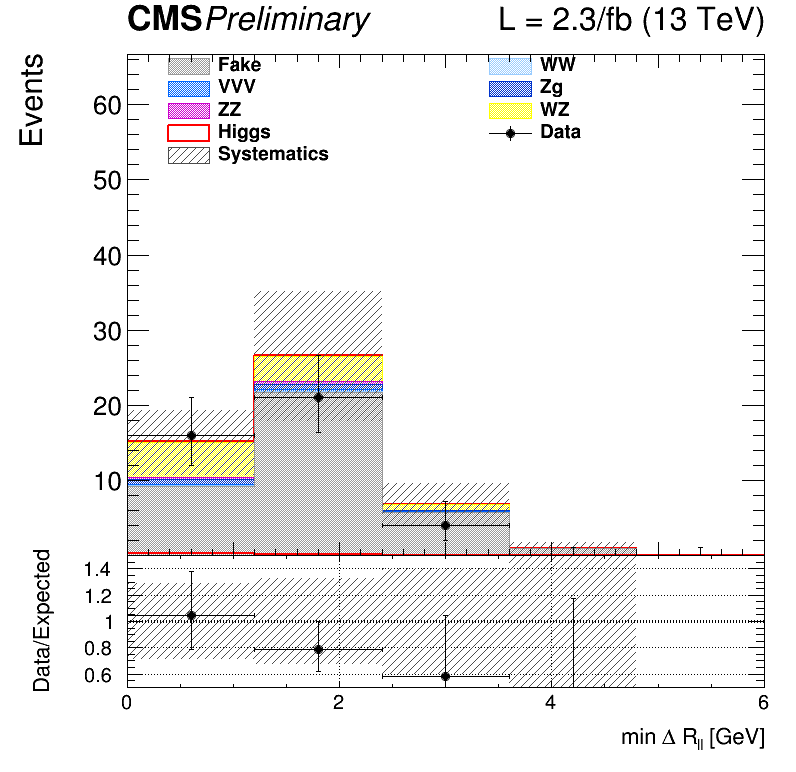 CMS Preliminary L = 2.3/fb (13 TeV)
Events
Fake WW
VVV Zg
ZZ WZ
Higgs Data
Systematics
60
50
40
30
20
10
Data/Expected
1.4
1.2
1
0.8
0.6
0 2 4 6
min Δ R_ll [GeV]